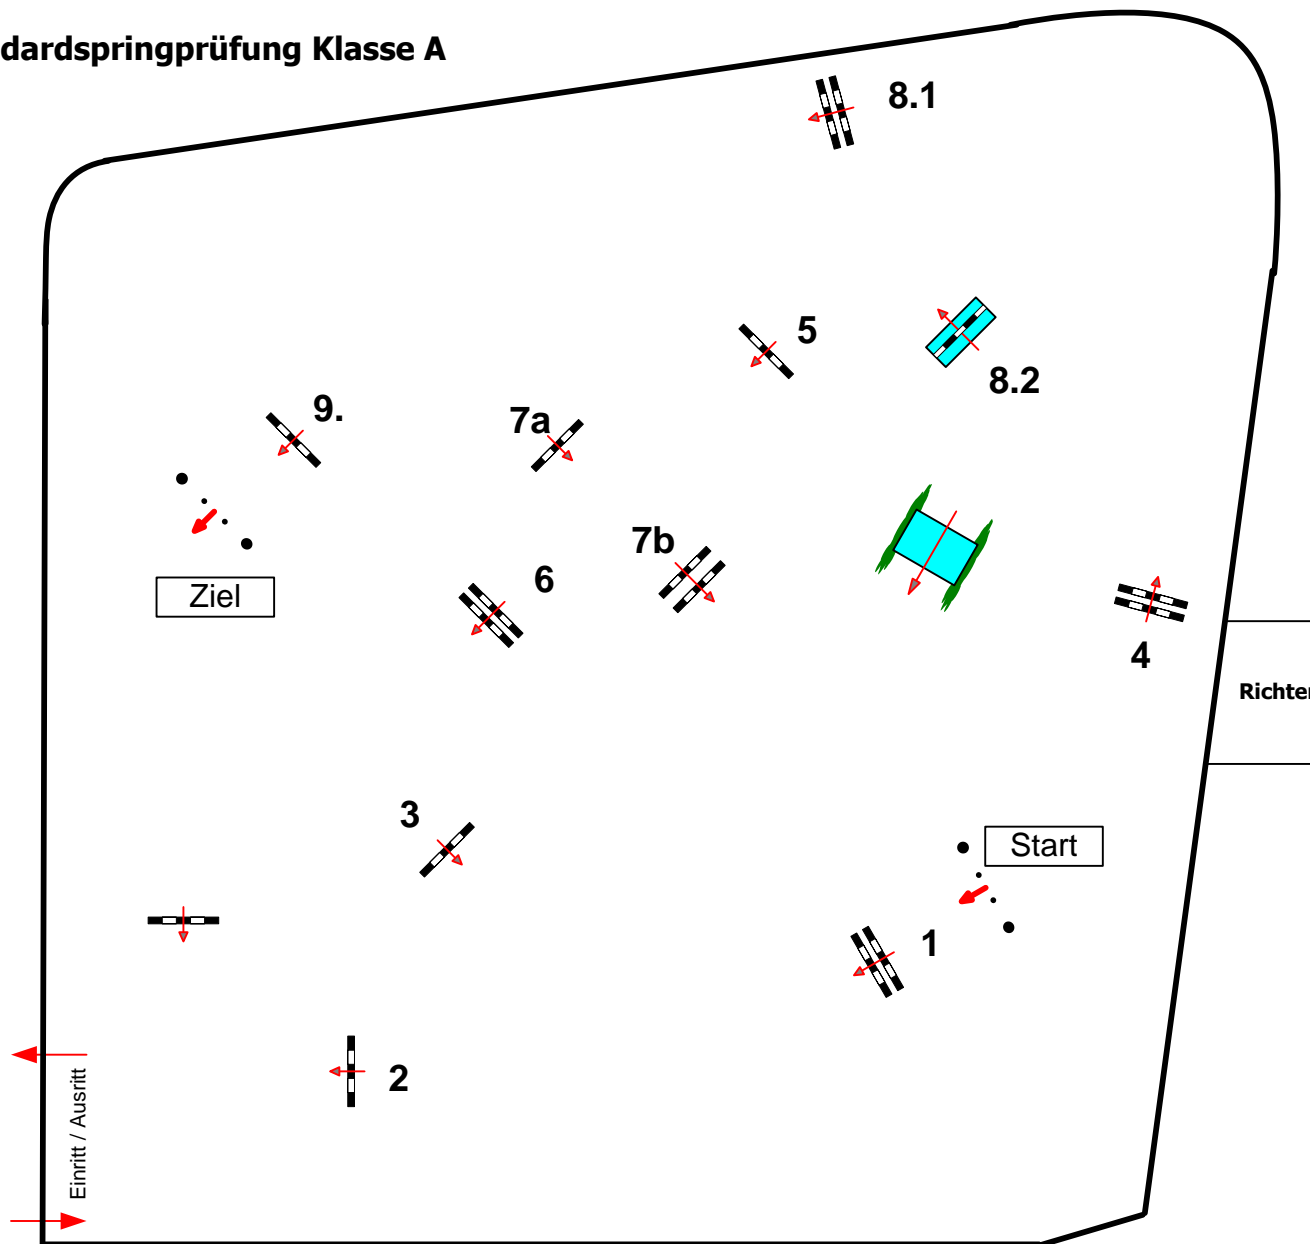 dardspringprüfung Klasse A
8.1
5
8.2
9.
7a
7b
6
Ziel
4
Richter
3
Start
1
2
Einritt / Ausritt